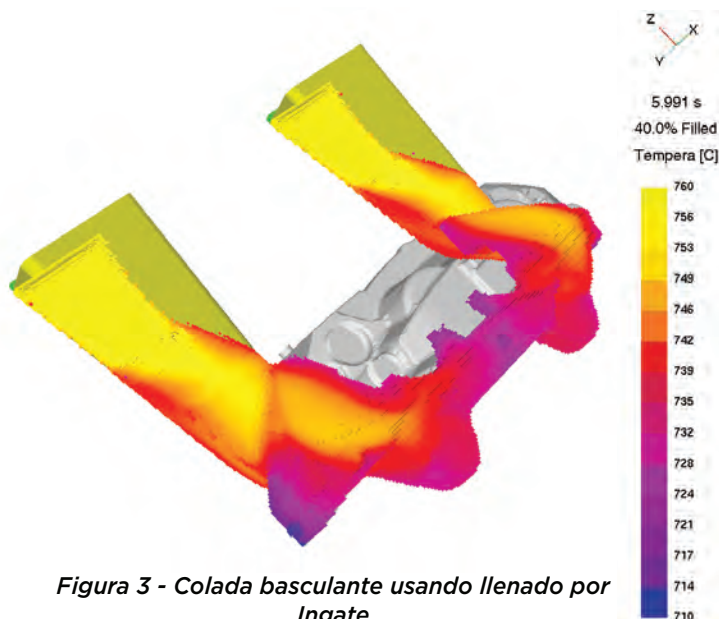 Z
X
Y
5.991 s
40.0% Filled
Tempera [C]
760
756
753
749
746
742
739
735
732
728
724
721
717
714
710
Figura 3 - Colada basculante usando llenado por
Ingate